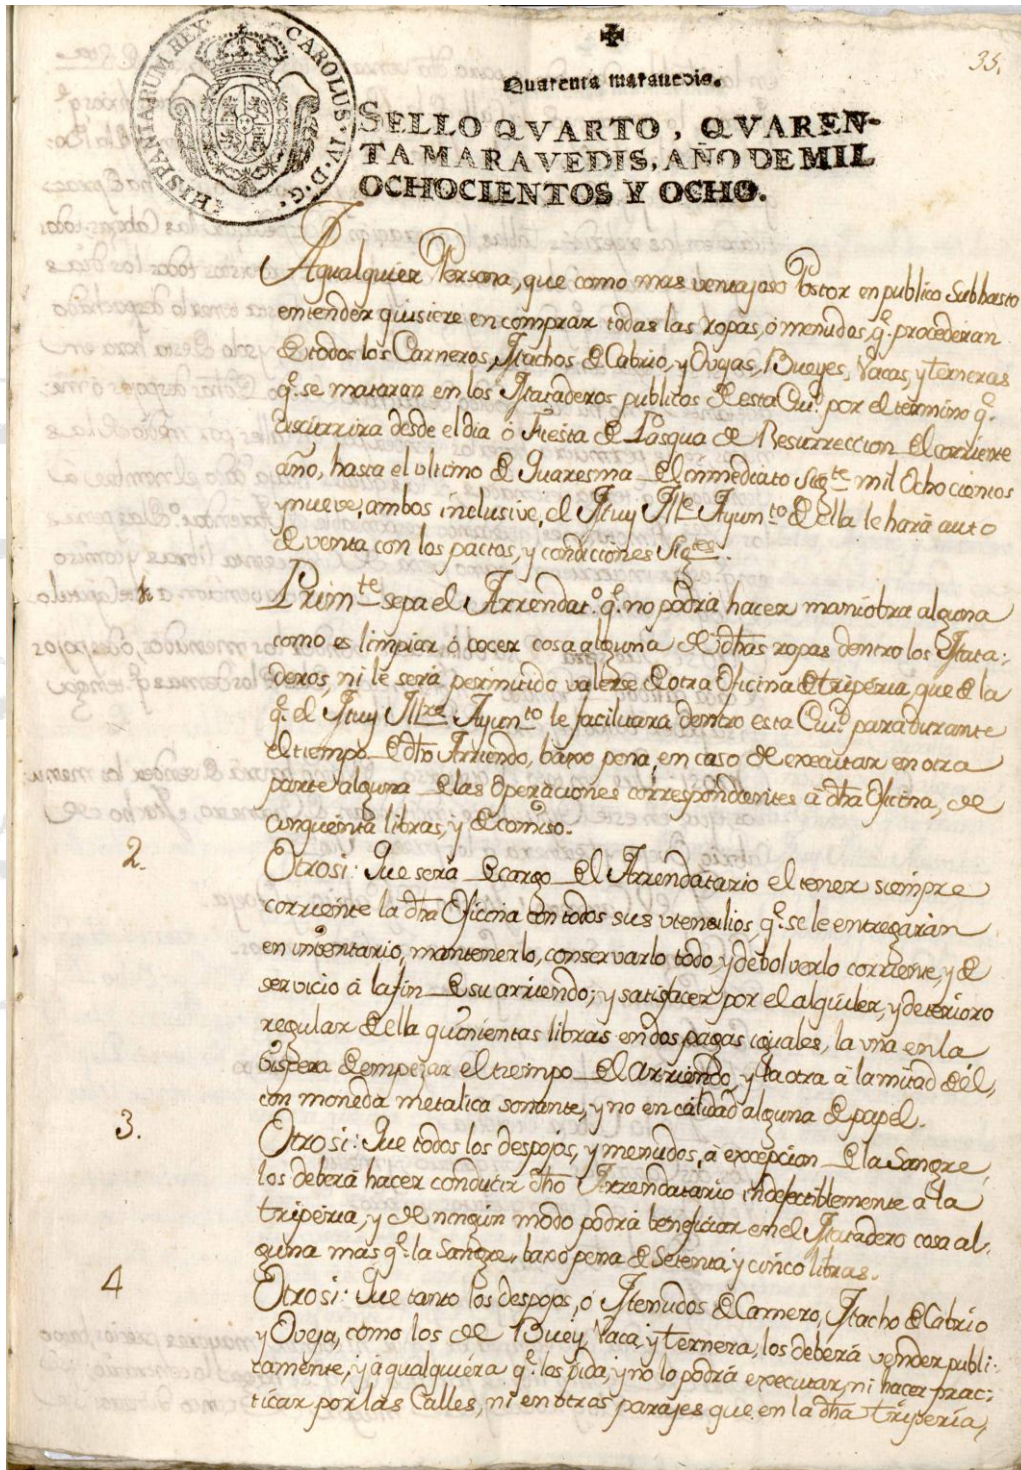 HISPANIARUM REX · CAROLUS · IV · D · G ·
35.
Quarenta maravedis.
SELLO QVARTO, QVAREN-
TA MARAVEDIS, AÑO DE MIL
OCHOCIENTOS Y OCHO.
A qualquier Persona, que como mas ventajoso Postor en publico Subhasto
entender quisiere en comprar todas las ropas, ó menudos, q.e procederan
de todos los Carneros, Machos de Cabrio, y Ovejas, Bueyes, Vacas, y terneras
q.e se mataran en los Mataderos publicos de esta Ciu.d por el termino q.e
discurrira desde el dia ó Fiesta de Pasqua de Resurreccion del corriente
año, hasta el ultimo de Quaresma del inmediato Sig.te mil Ochocientos
y nueve, ambos inclusive, el Muy Ill.e Ayunt.to de ella le hará auto
de venta con los pactos, y condiciones Sig.tes
1. Prim.te sepa el Arrendat.o q.e no podrá hacer maniobra alguna
como es limpiar, ó cocer cosa alguna de dhas ropas dentro los Mata-
deros, ni le será permitido valerse de otra Oficina de triperia, que de la
q.e el Muy Ill.tre Ayun.to le facilitará dentro esta Ciu.d para durante
el tiempo de dho Arriendo, baxo pena, en caso de executar en otra
parte alguna de las Operaciones correspondientes á dha Oficina, de
cinquenta libras, y decomiso.
2. Otrosi: Que será de cargo del Arrendatario el tener siempre
corriente la dha Oficina con todos sus utensilios, q.e se le entregarán
en inventario, mantenerlo, conservarlo todo, y debolverlo corriente, y de
servicio á la fin de su arriendo; y satisfacer por el alquiler, y deterioro
regular de ella quinientas libras en dos pagas iguales, la una en la
víspera de empezar el tiempo del Arriendo, y la otra á la mitad dél,
con moneda metalica sonante, y no en calidad alguna de papel.
3. Otrosi: Que todos los despojos, y menudos, á excepcion de la Sangre,
los deberá hacer conducir dho Arrendatario indefectiblemente á la
triperia, y de ningun modo podrá beneficiar en el Matadero cosa al-
guna más q.e la Sangre, baxo pena de Setenta y cinco libras.
4 Otrosi: Que tanto los despojos, ó Menudos de Carnero, Macho de Cabrio
y Oveja, como los de Buey, Vaca, y ternera, los deberá vender publi-
camente, y á qualquiera q.e los pida, y no lo podrá executar, ni hacer prac-
ticar por las Calles, ni en otros parajes que en la dha triperia,